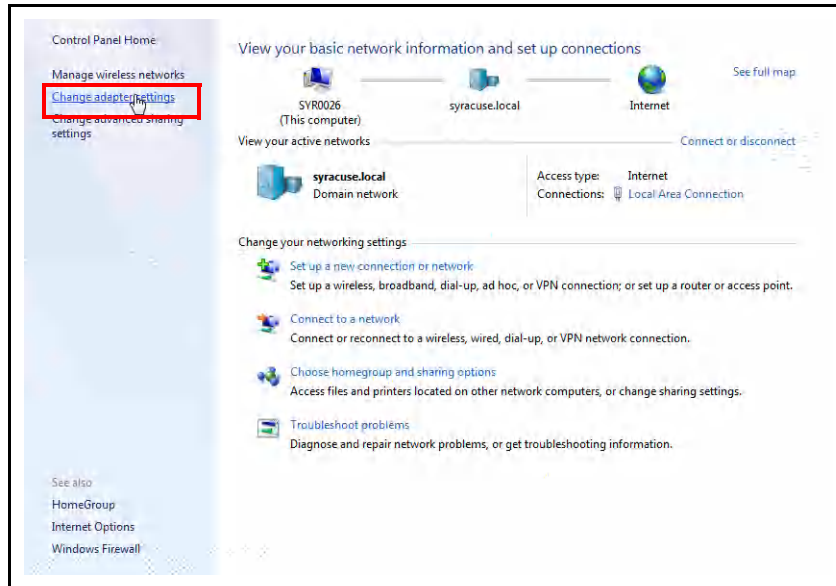 Control Panel Home
Manage wireless networks
Change adapter settings
Change advanced sharing
settings
See also
HomeGroup
Internet Options
Windows Firewall
View your basic network information and set up connections
See full map
SYR0026
(This computer)
syracuse.local
Internet
View your active networks
Connect or disconnect
syracuse.local
Domain network
Access type: Internet
Connections: Local Area Connection
Change your networking settings
Set up a new connection or network
Set up a wireless, broadband, dial-up, ad hoc, or VPN connection; or set up a router or access point.
Connect to a network
Connect or reconnect to a wireless, wired, dial-up, or VPN network connection.
Choose homegroup and sharing options
Access files and printers located on other network computers, or change sharing settings.
Troubleshoot problems
Diagnose and repair network problems, or get troubleshooting information.